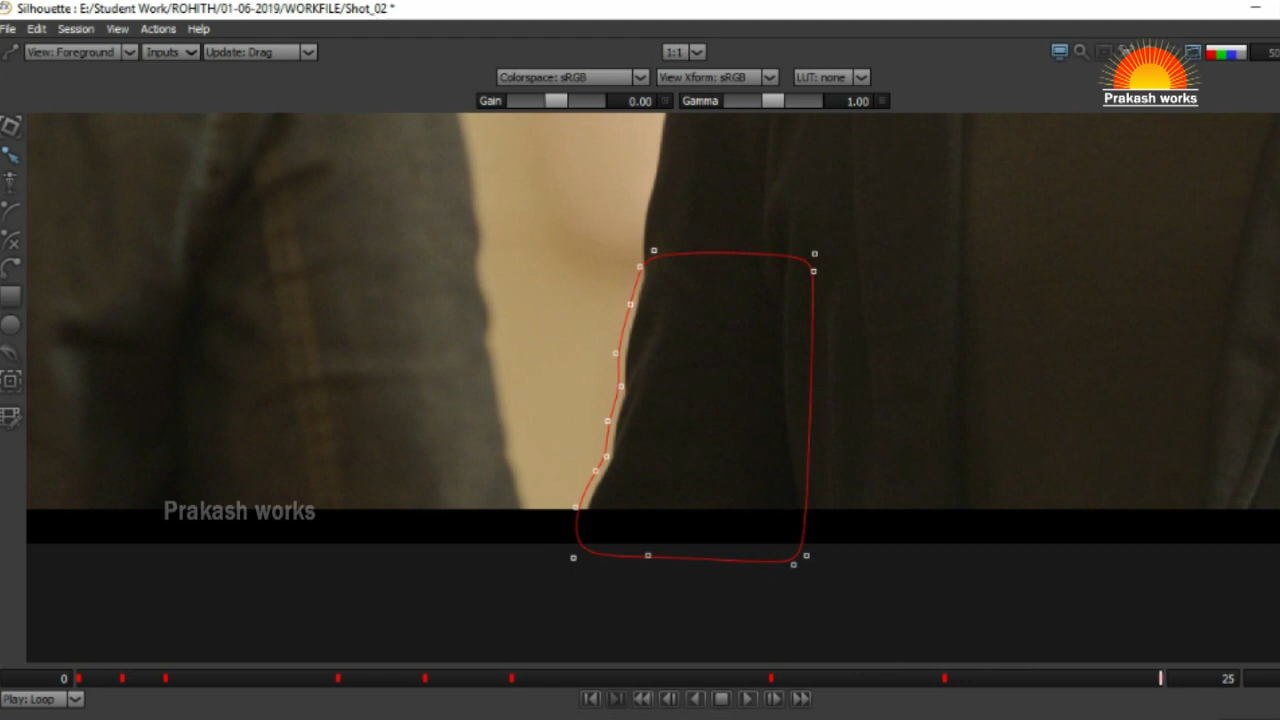 Silhouette : E:/Student Work/ROHITH/01-06-2019/WORKFILE/Shot_02 *
File Edit Session View Actions Help
View: Foreground Inputs Update: Drag 1:1 50
Colorspace: sRGB View Xform: sRGB LUT: none
Gain 0.00 Gamma 1.00
Prakash works
Prakash works
0 25
Play: Loop